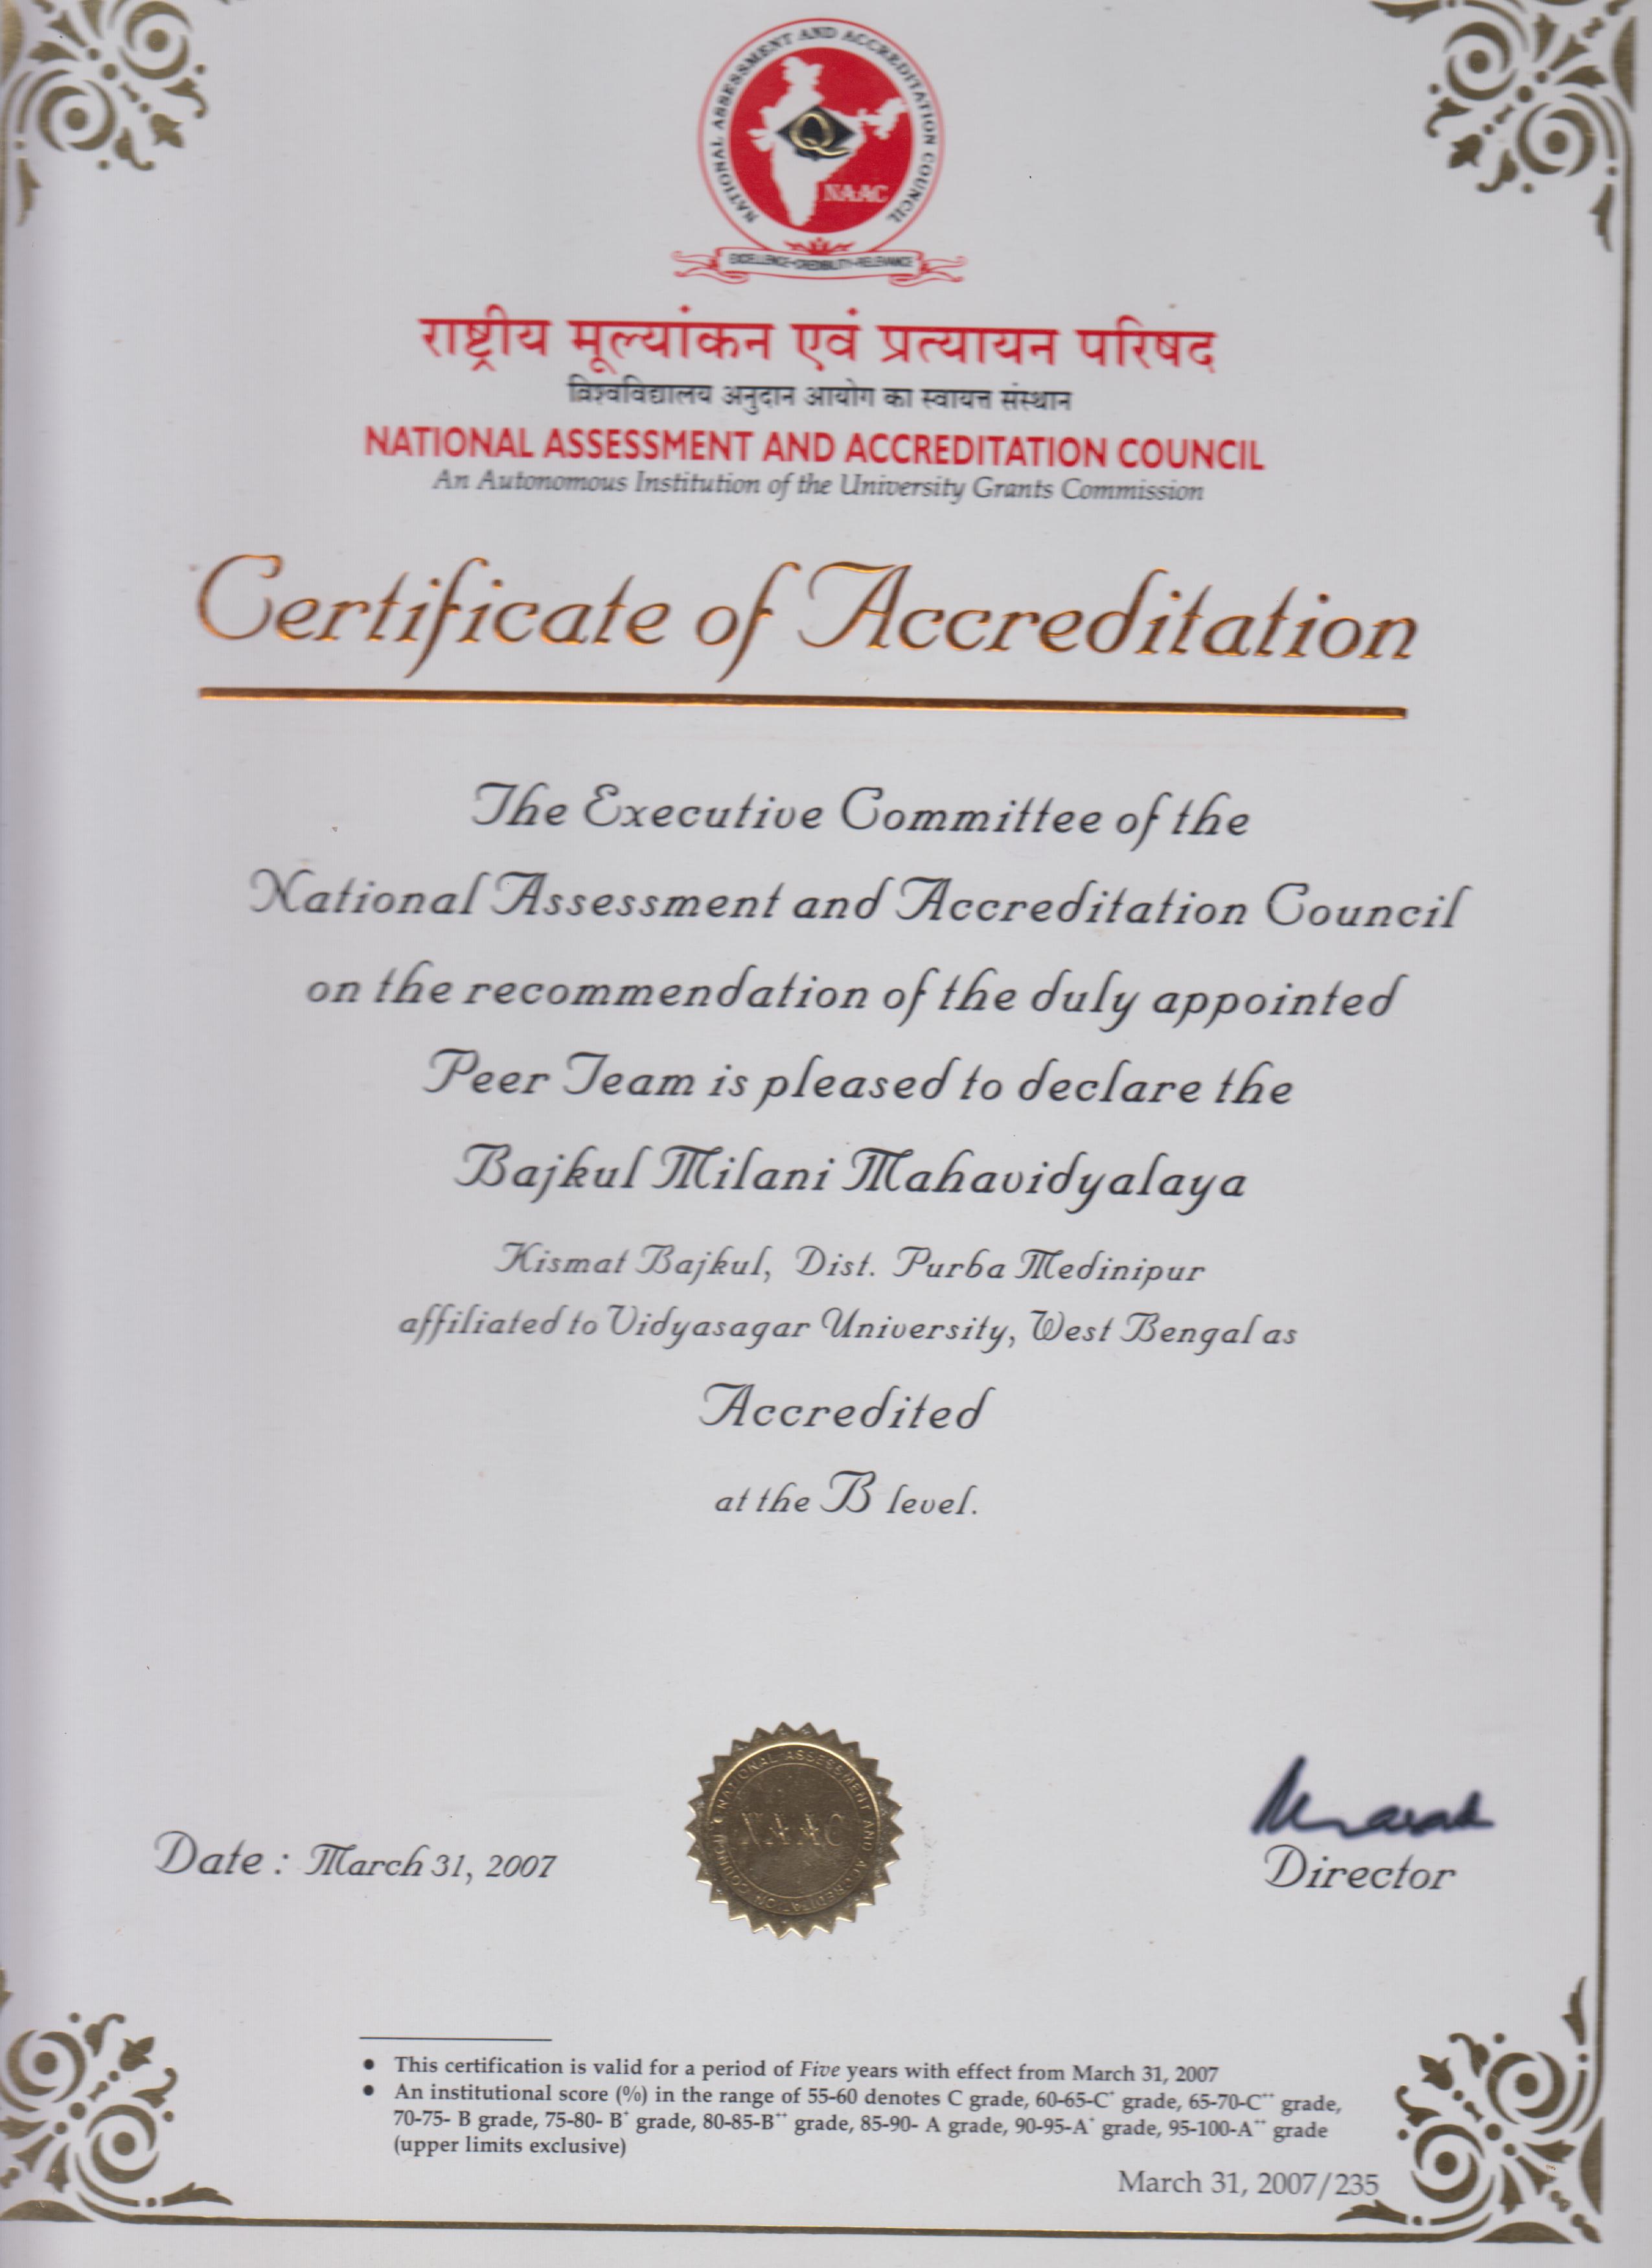 NATIONAL ASSESSMENT AND ACCREDITATION COUNCIL
Q
NAAC
EXCELLENCE•CREDIBILITY•RELEVANCE
राष्ट्रीय मूल्यांकन एवं प्रत्यायन परिषद
विश्वविद्यालय अनुदान आयोग का स्वायत्त संस्थान
NATIONAL ASSESSMENT AND ACCREDITATION COUNCIL
An Autonomous Institution of the University Grants Commission
Certificate of Accreditation
The Executive Committee of the
National Assessment and Accreditation Council
on the recommendation of the duly appointed
Peer Team is pleased to declare the
Bajkul Milani Mahavidyalaya
Kismat Bajkul, Dist. Purba Medinipur
affiliated to Vidyasagar University, West Bengal as
Accredited
at the B level.
NATIONAL ASSESSMENT AND ACCREDITATION COUNCIL
NAAC
Date : March 31, 2007
Director
• This certification is valid for a period of Five years with effect from March 31, 2007
• An institutional score (%) in the range of 55-60 denotes C grade, 60-65-C⁺ grade, 65-70-C⁺⁺ grade,
70-75- B grade, 75-80- B⁺ grade, 80-85-B⁺⁺ grade, 85-90- A grade, 90-95-A⁺ grade, 95-100-A⁺⁺ grade
(upper limits exclusive)
March 31, 2007/235